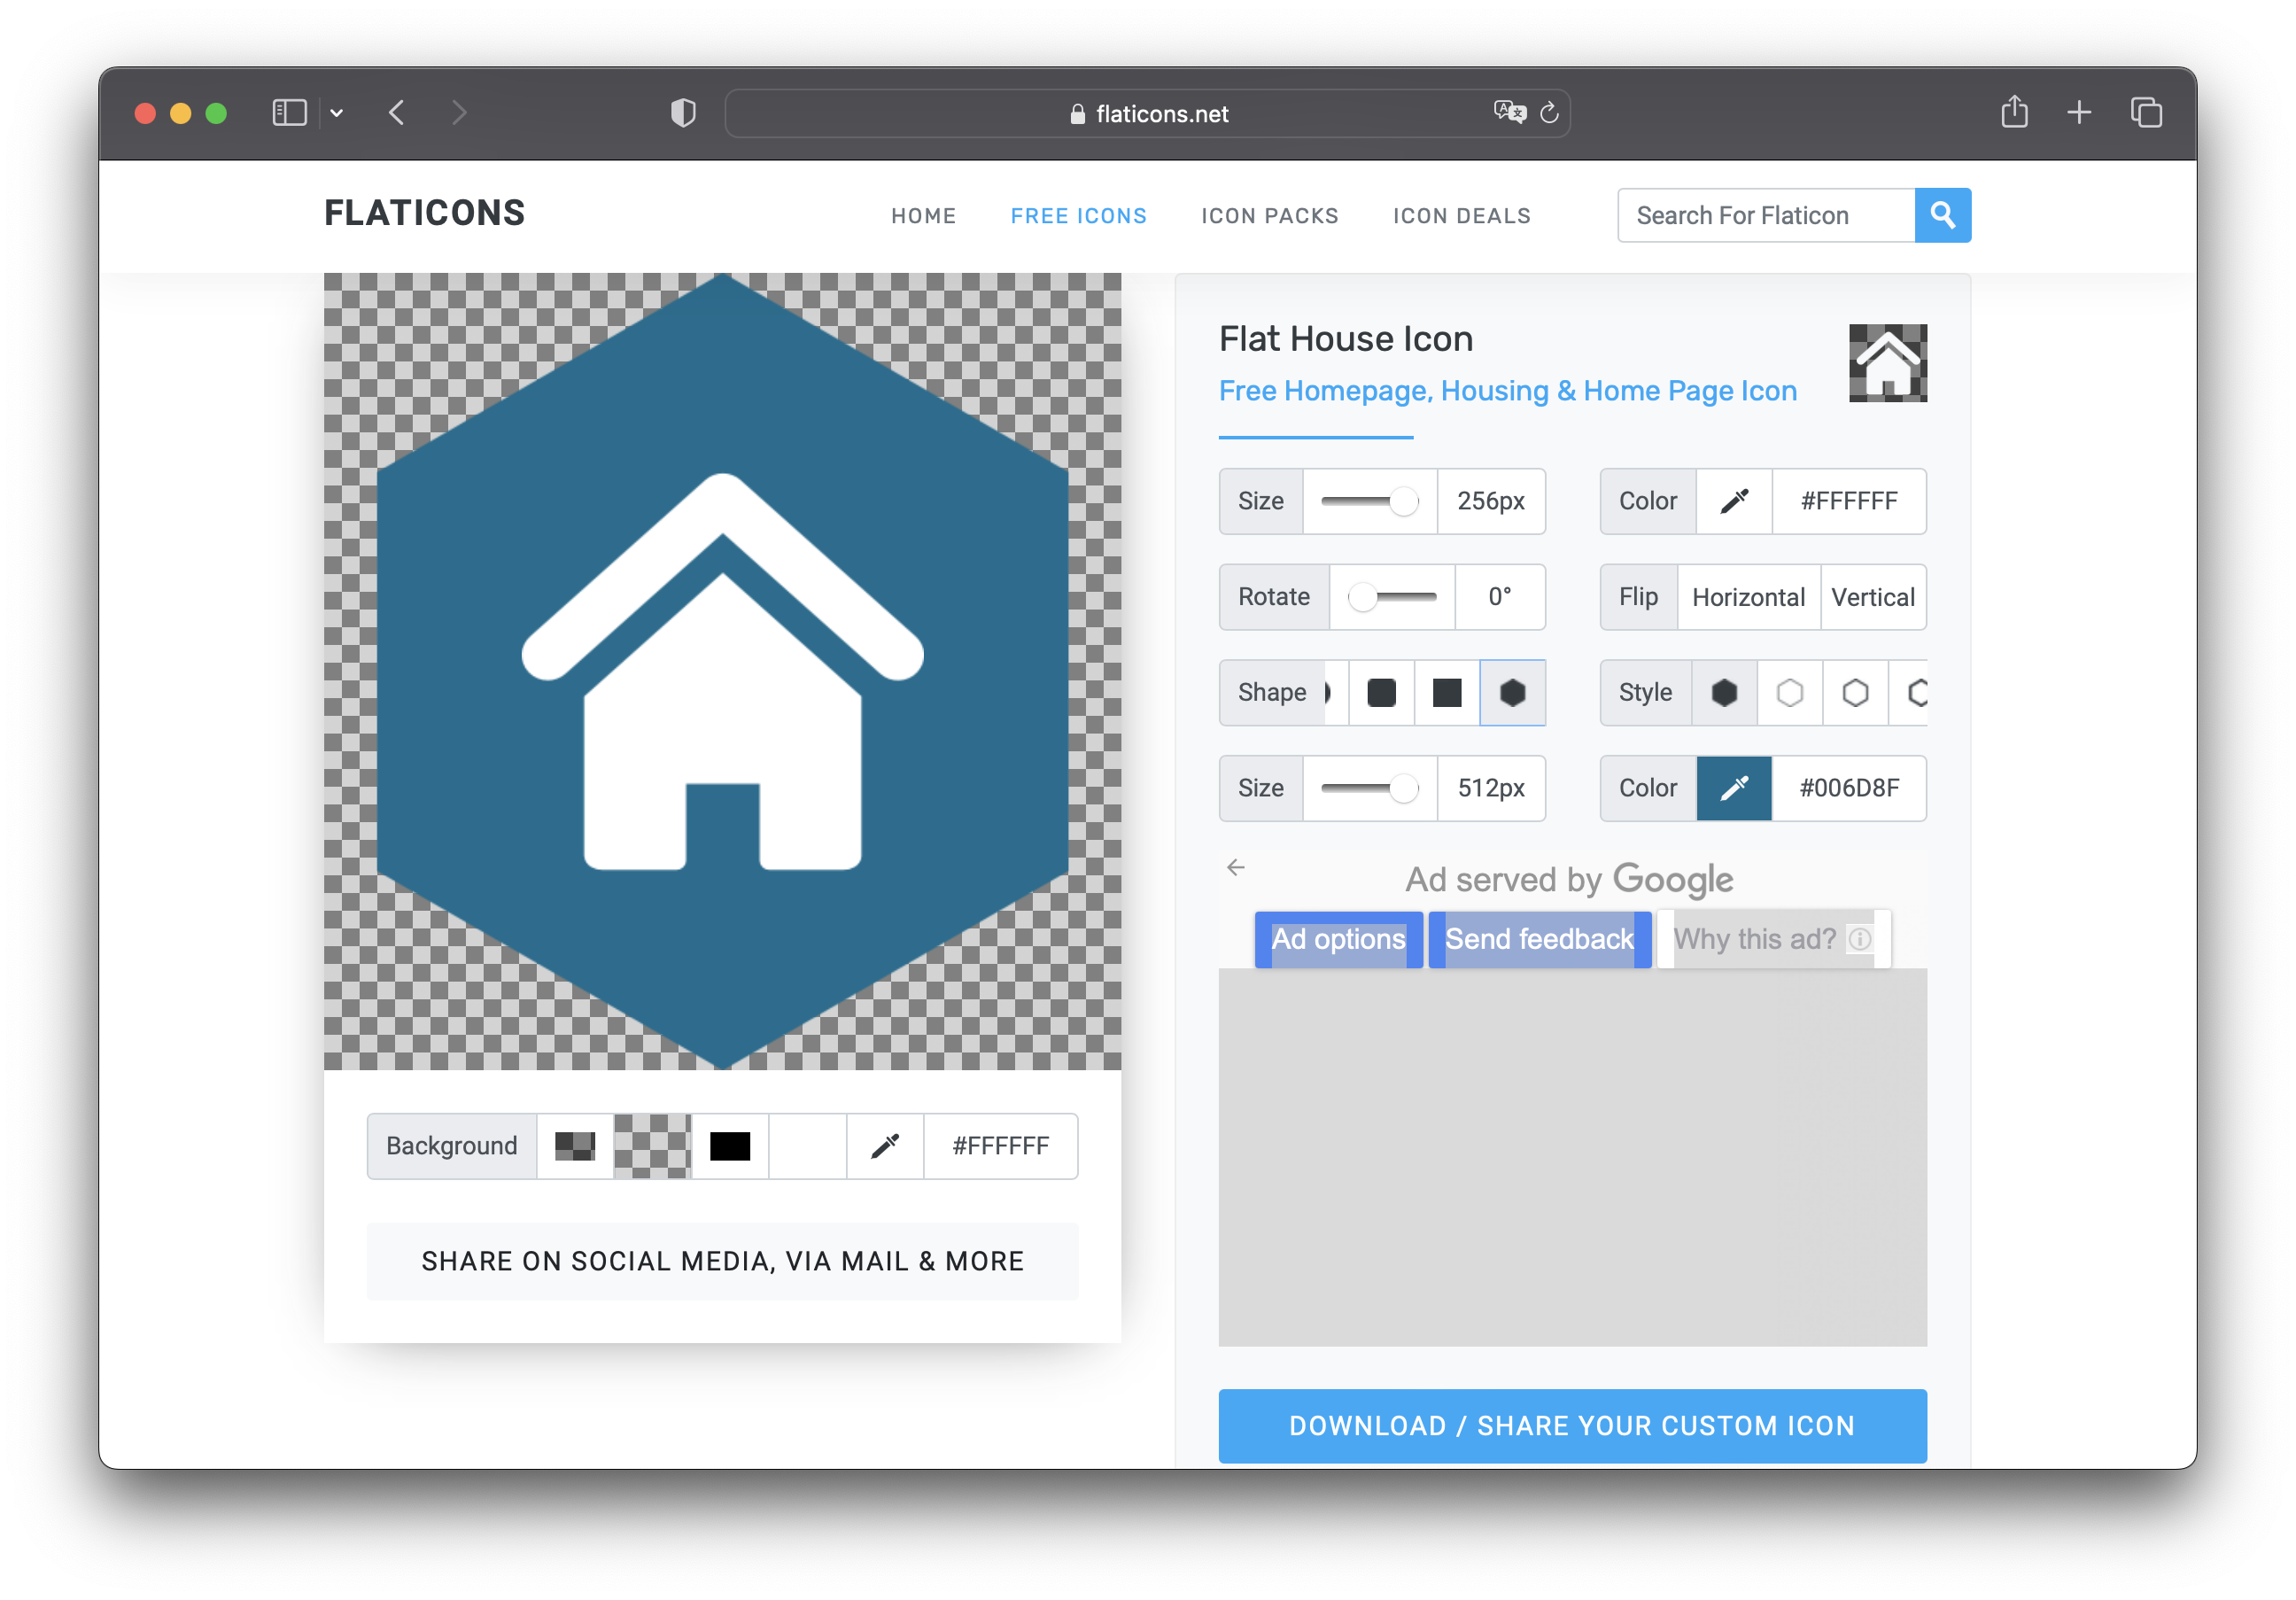 flaticons.net
FLATICONS
HOME
FREE ICONS
ICON PACKS
ICON DEALS
Search For Flaticon
Flat House Icon
Free Homepage, Housing & Home Page Icon
Size
256px
Color
#FFFFFF
Rotate
0°
Flip
Horizontal
Vertical
Shape
Style
Size
512px
Color
#006D8F
Ad served by Google
Ad options
Send feedback
Why this ad?
Background
#FFFFFF
SHARE ON SOCIAL MEDIA, VIA MAIL & MORE
DOWNLOAD / SHARE YOUR CUSTOM ICON